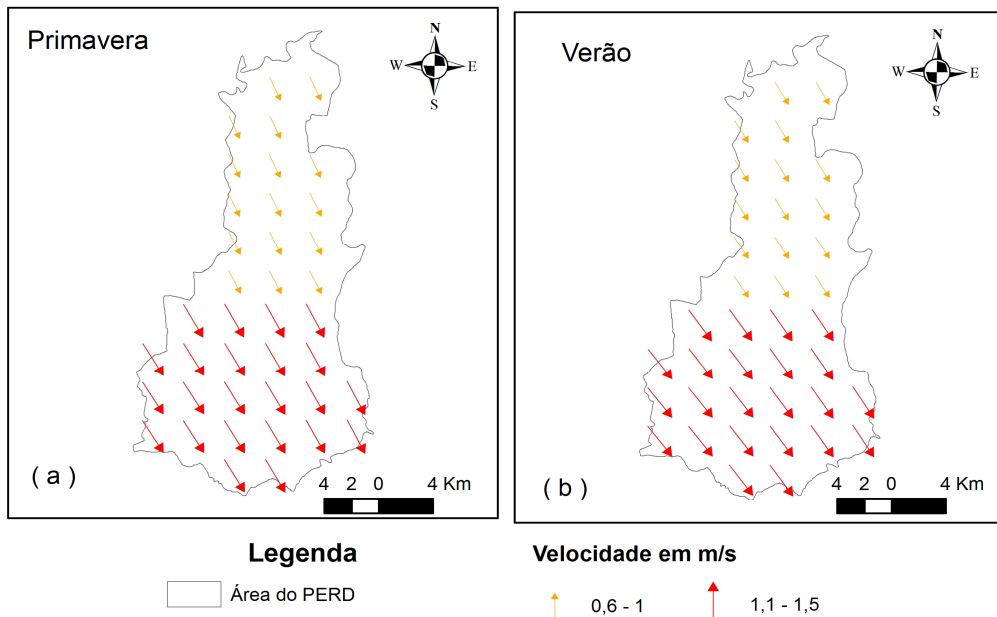 Primavera
N
W E
S
( a )
4 2 0 4 Km
Verão
N
W E
S
( b )
4 2 0 4 Km
Legenda
Área do PERD
Velocidade em m/s
0,6 - 1
1,1 - 1,5